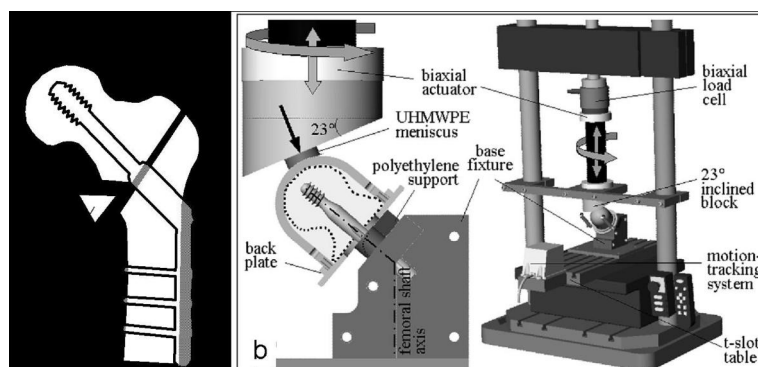 biaxial
actuator
UHMWPE
meniscus
23°
polyethylene
support
base
fixture
back
plate
femoral shaft
axis
b
biaxial
load
cell
23°
inclined
block
motion-
tracking
system
t-slot
table